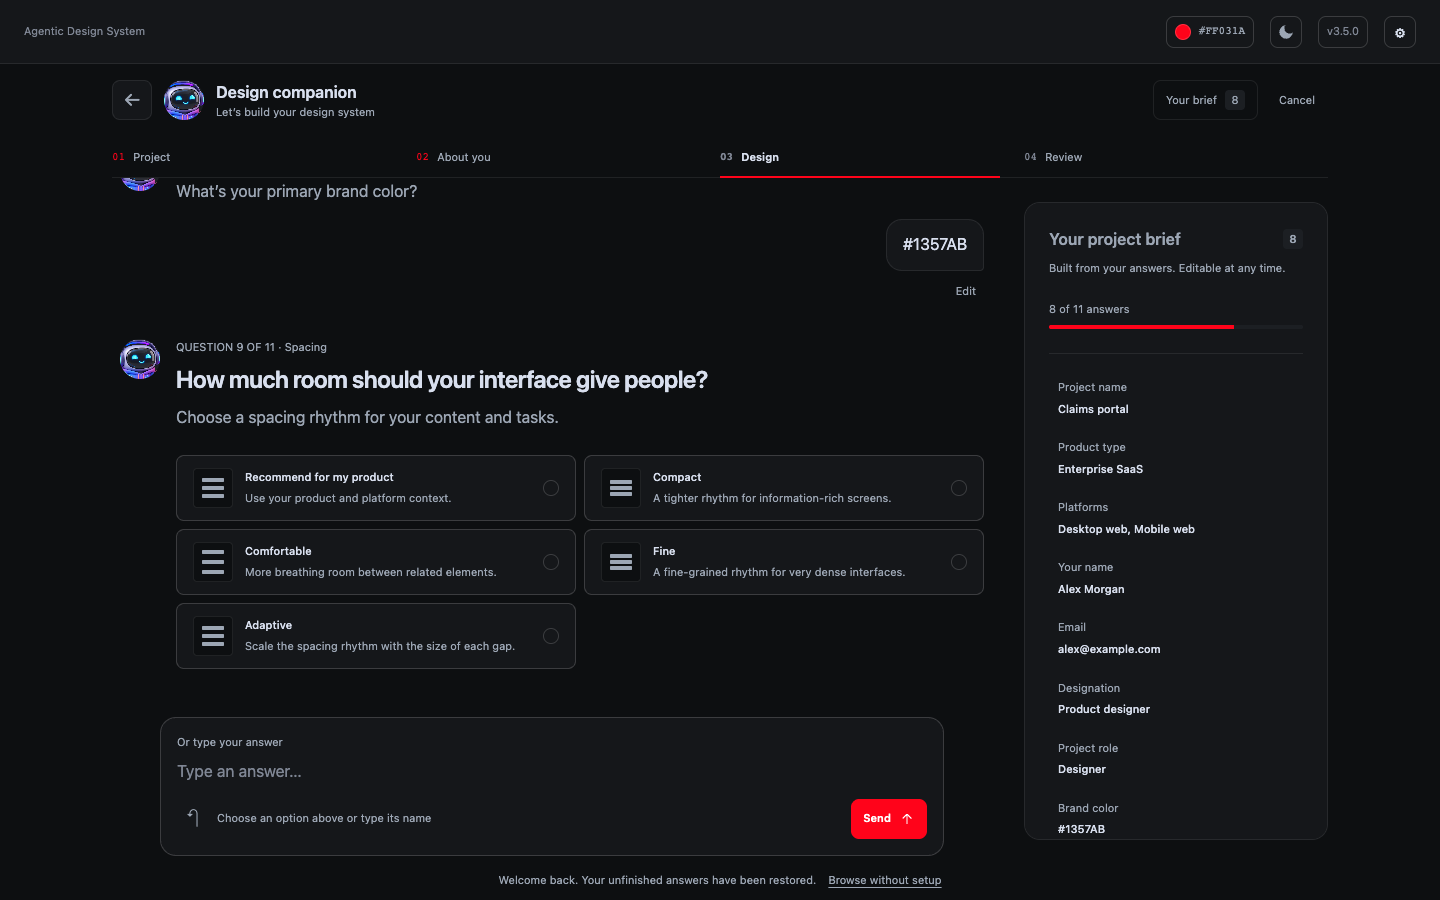 Agentic Design System
#FF031A
v3.5.0
Design companion
Let's build your design system
Your brief 8
Cancel
01 Project
02 About you
03 Design
04 Review
What's your primary brand color?
#1357AB
Edit
QUESTION 9 OF 11 · Spacing
How much room should your interface give people?
Choose a spacing rhythm for your content and tasks.
Recommend for my product
Use your product and platform context.
Compact
A tighter rhythm for information-rich screens.
Comfortable
More breathing room between related elements.
Fine
A fine-grained rhythm for very dense interfaces.
Adaptive
Scale the spacing rhythm with the size of each gap.
Or type your answer
Type an answer...
Choose an option above or type its name
Send
Welcome back. Your unfinished answers have been restored. Browse without setup
Your project brief 8
Built from your answers. Editable at any time.
8 of 11 answers
Project name
Claims portal
Product type
Enterprise SaaS
Platforms
Desktop web, Mobile web
Your name
Alex Morgan
Email
alex@example.com
Designation
Product designer
Project role
Designer
Brand color
#1357AB